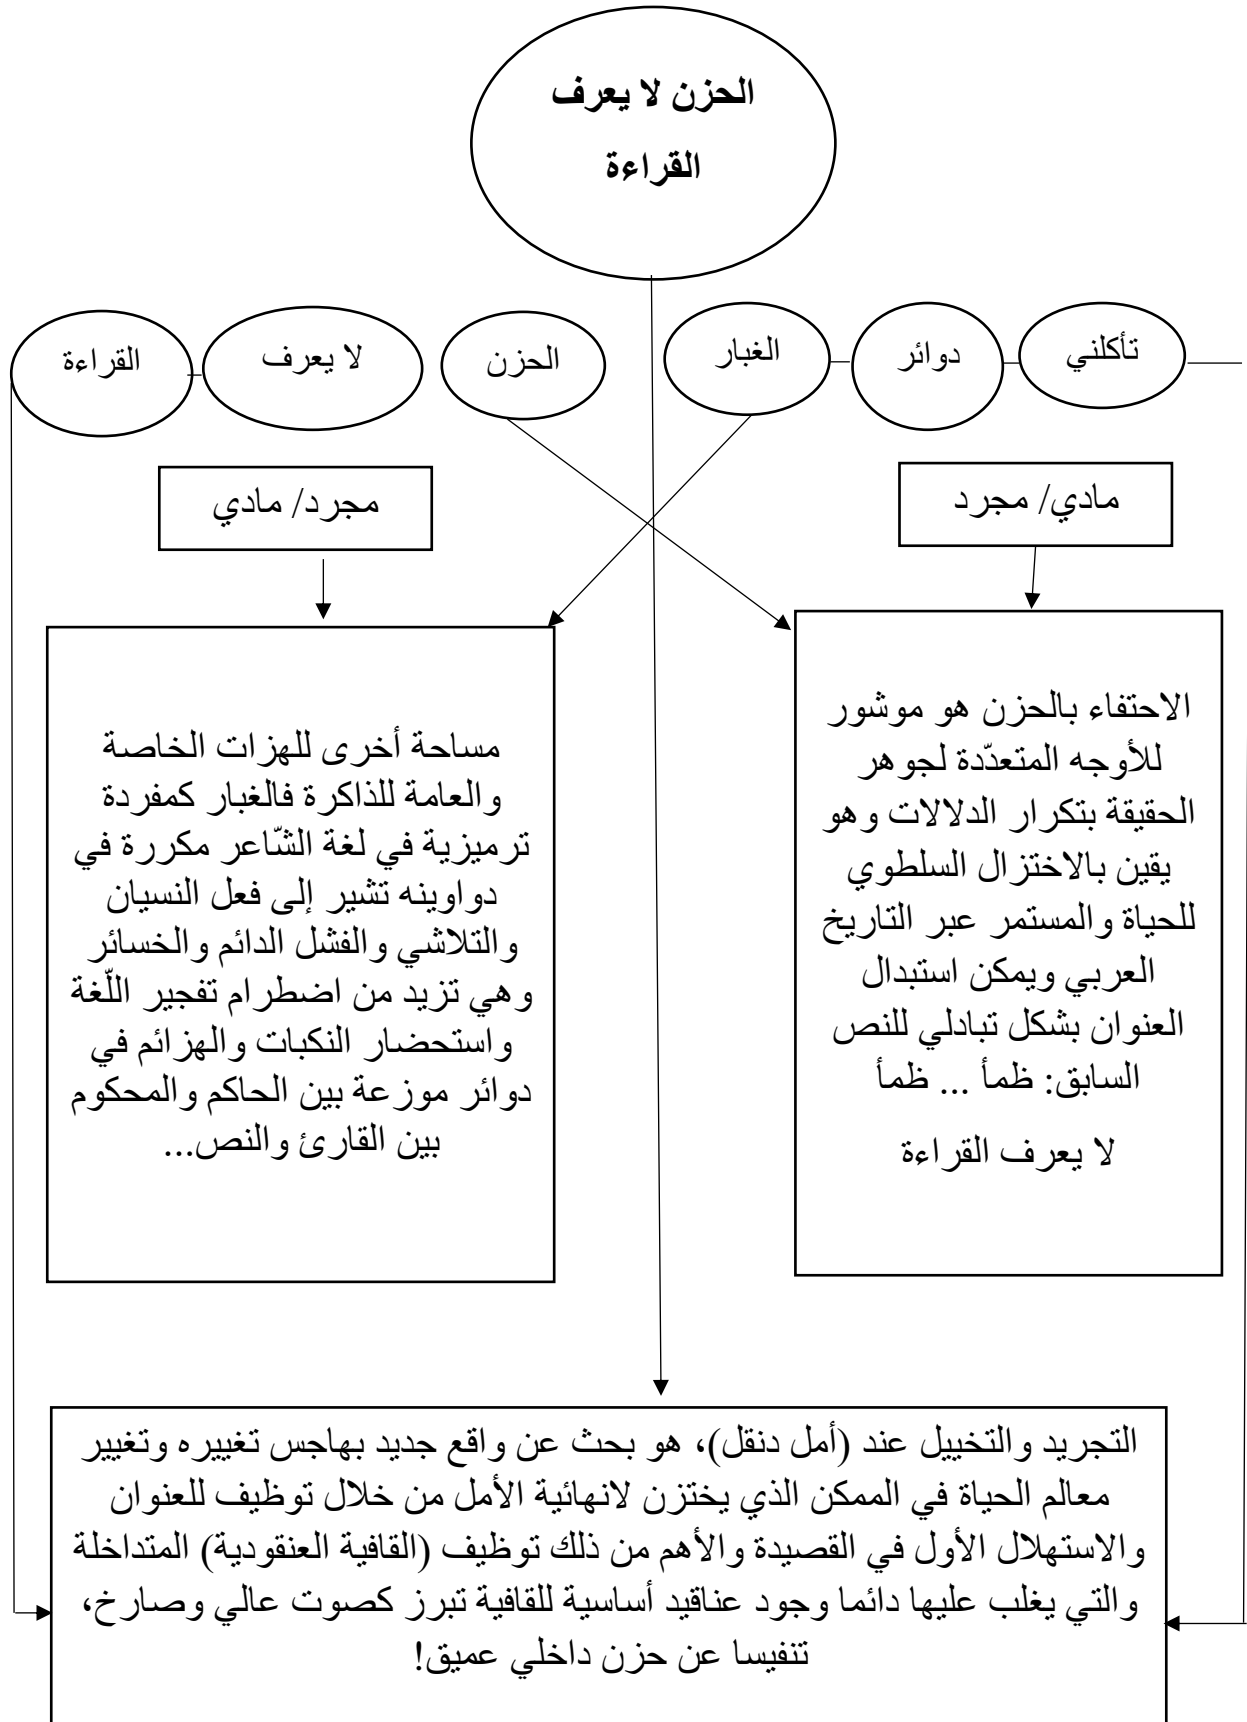 الحزن لا يعرف
القراءة
تأكلني
دوائر
الغبار
الحزن
لا يعرف
القراءة
مادي/ مجرد
مجرد/ مادي
الاحتفاء بالحزن هو موشور
للأوجه المتعدّدة لجوهر
الحقيقة بتكرار الدلالات وهو
يقين بالاختزال السلطوي
للحياة والمستمر عبر التاريخ
العربي ويمكن استبدال
العنوان بشكل تبادلي للنص
السابق: ظمأ ... ظمأ
لا يعرف القراءة
مساحة أخرى للهزات الخاصة
والعامة للذاكرة فالغبار كمفردة
ترميزية في لغة الشّاعر مكررة في
دواوينه تشير إلى فعل النسيان
والتلاشي والفشل الدائم والخسائر
وهي تزيد من اضطرام تفجير اللّغة
واستحضار النكبات والهزائم في
دوائر موزعة بين الحاكم والمحكوم
بين القارئ والنص...
التجريد والتخييل عند (أمل دنقل)، هو بحث عن واقع جديد بهاجس تغييره وتغيير
معالم الحياة في الممكن الذي يختزن لانهائية الأمل من خلال توظيف للعنوان
والاستهلال الأول في القصيدة والأهم من ذلك توظيف (القافية العنقودية) المتداخلة
والتي يغلب عليها دائما وجود عناقيد أساسية للقافية تبرز كصوت عالي وصارخ،
تنفيسا عن حزن داخلي عميق!